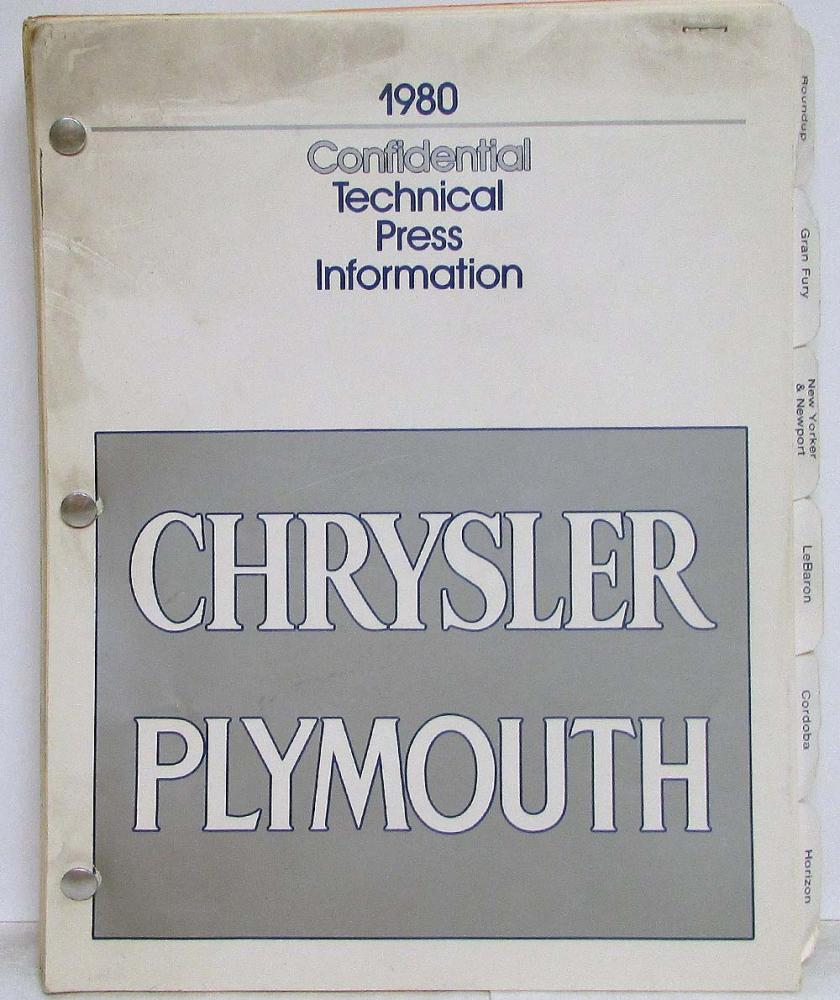 1980
Confidential
Technical
Press
Information
CHRYSLER
PLYMOUTH
Roundup
Gran Fury
New Yorker
& Newport
LeBaron
Cordoba
Horizon